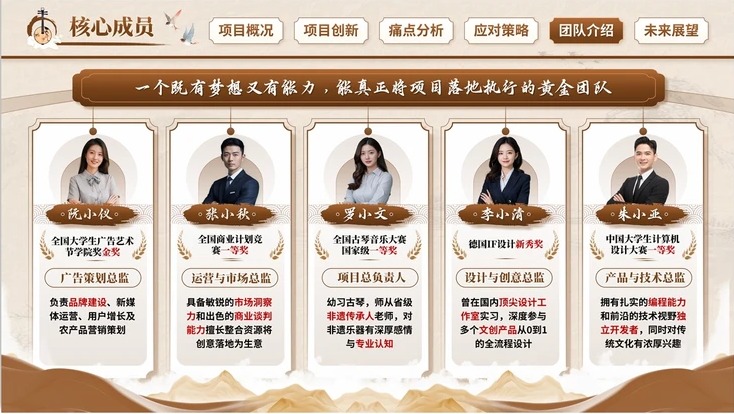 核心成员
项目概况
项目创新
痛点分析
应对策略
团队介绍
未来展望
一个既有梦想又有能力，能真正将项目落地执行的黄金团队
阮小仪
全国大学生广告艺术
节学院奖金奖
广告策划总监
负责品牌建设、新媒
体运营、用户增长及
农产品营销策划
张小秋
全国商业计划竞
赛一等奖
运营与市场总监
具备敏锐的市场洞察
力和出色的商业谈判
能力擅长整合资源将
创意落地为生意
罗小文
全国古琴音乐大赛
国家级一等奖
项目总负责人
幼习古琴，师从省级
非遗传承人老师，对
非遗乐器有深厚感情
与专业认知
李小清
德国IF设计新秀奖
设计与创意总监
曾在国内顶尖设计工
作室实习，深度参与
多个文创产品从0到1
的全流程设计
朱小亚
中国大学生计算机
设计大赛一等奖
产品与技术总监
拥有扎实的编程能力
和前沿的技术视野独
立开发者，同时对传
统文化有浓厚兴趣